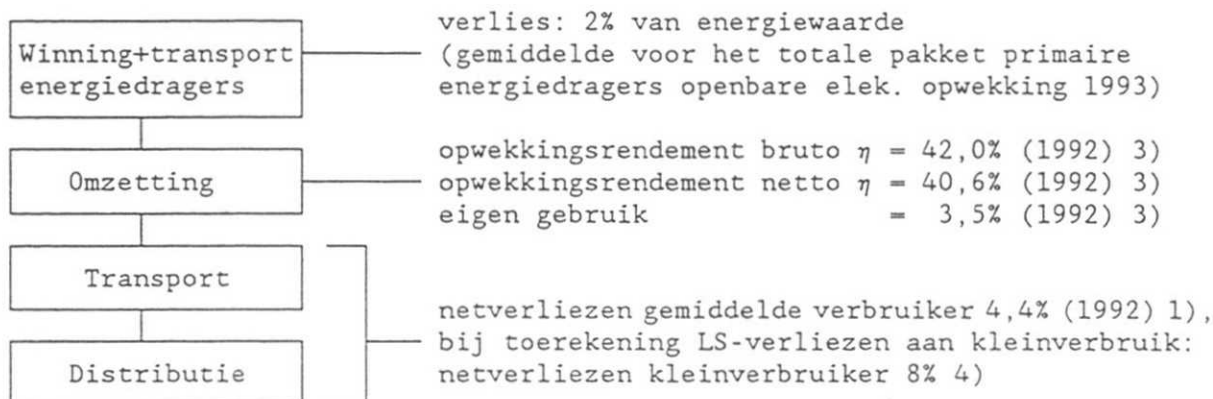 Winning+transport
energiedragers
verlies: 2% van energiewaarde
(gemiddelde voor het totale pakket primaire
energiedragers openbare elek. opwekking 1993)
Omzetting
opwekkingsrendement bruto η = 42,0% (1992) 3)
opwekkingsrendement netto η = 40,6% (1992) 3)
eigen gebruik = 3,5% (1992) 3)
Transport
Distributie
netverliezen gemiddelde verbruiker 4,4% (1992) 1),
bij toerekening LS-verliezen aan kleinverbruik:
netverliezen kleinverbruiker 8% 4)